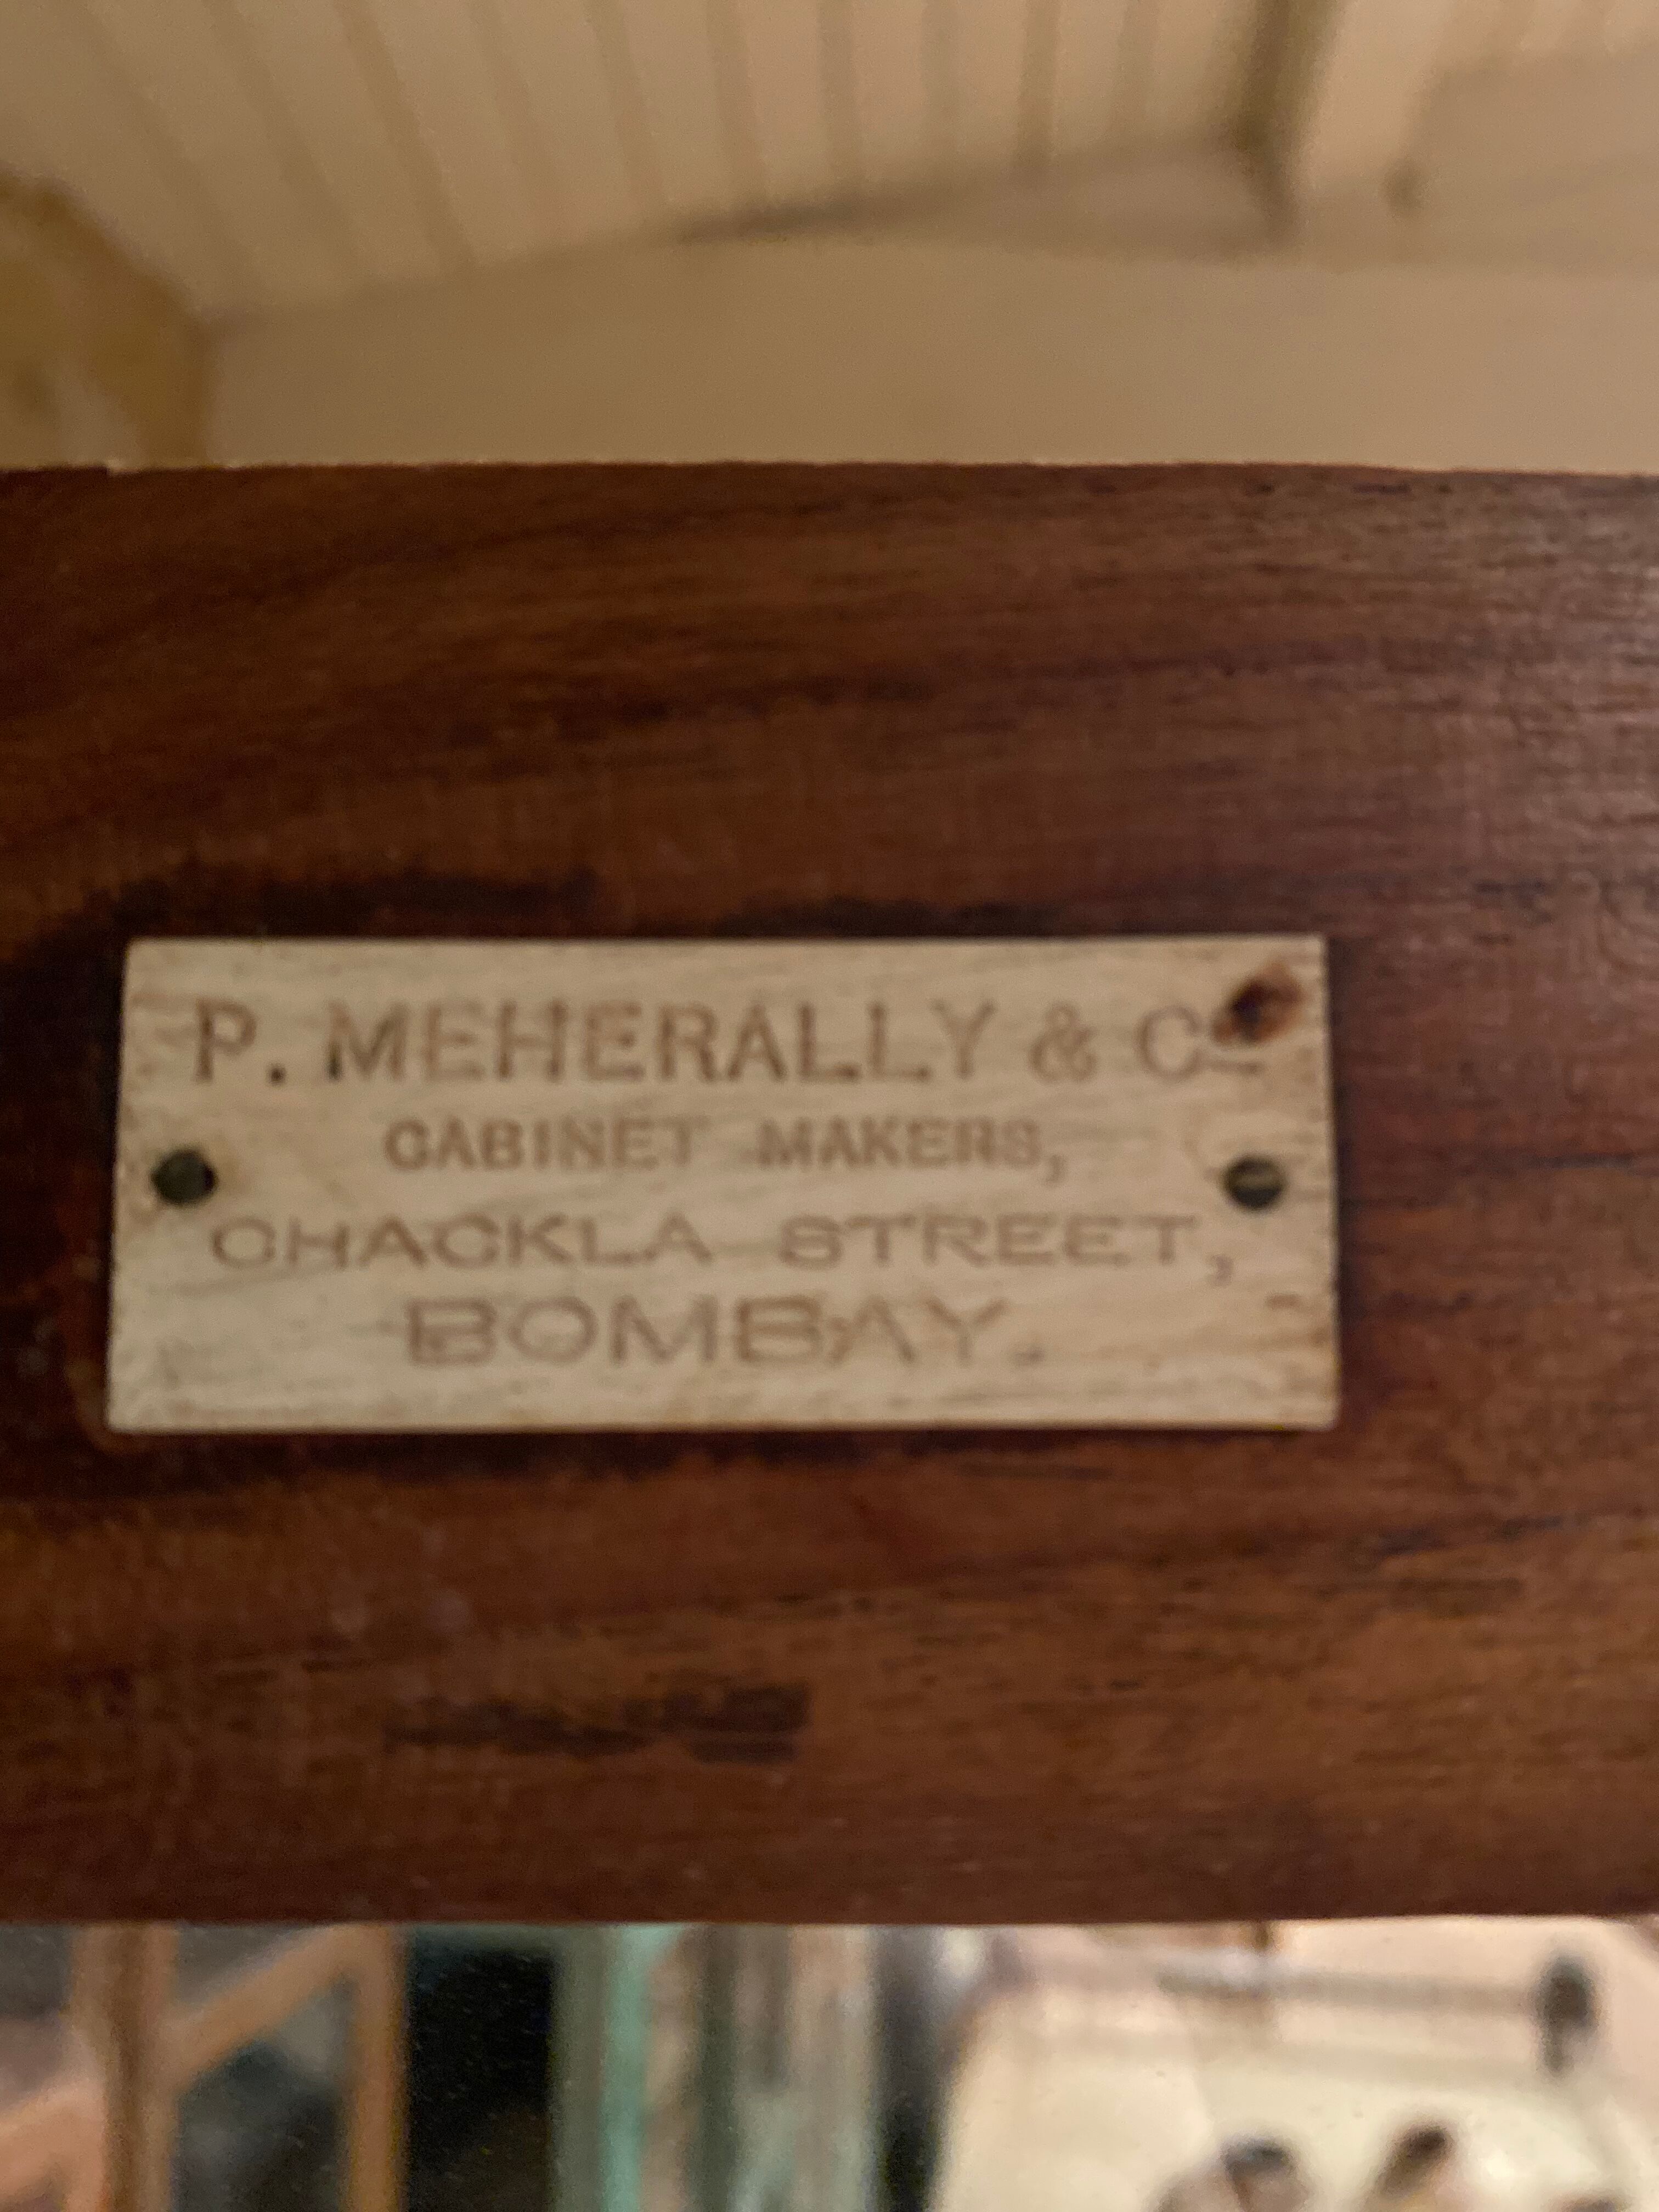 P. MEHERALLY & Co
CABINET MAKERS,
CHACKLA STREET,
BOMBAY.